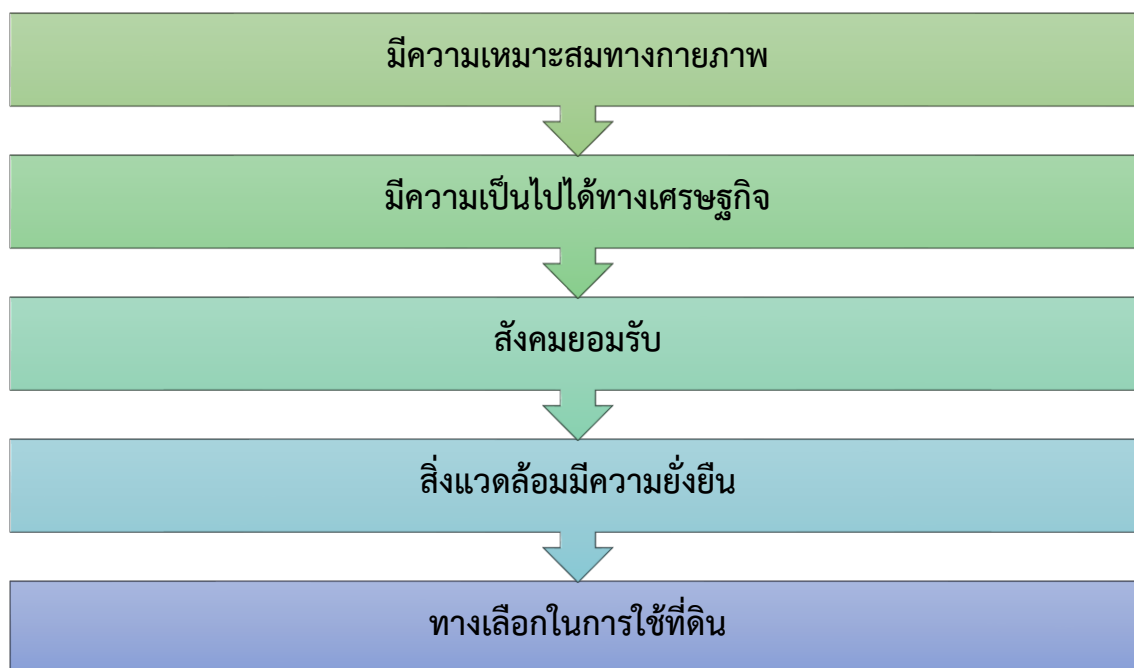 มีความเหมาะสมทางกายภาพ
มีความเป็นไปได้ทางเศรษฐกิจ
สังคมยอมรับ
สิ่งแวดล้อมมีความยั่งยืน
ทางเลือกในการใช้ที่ดิน